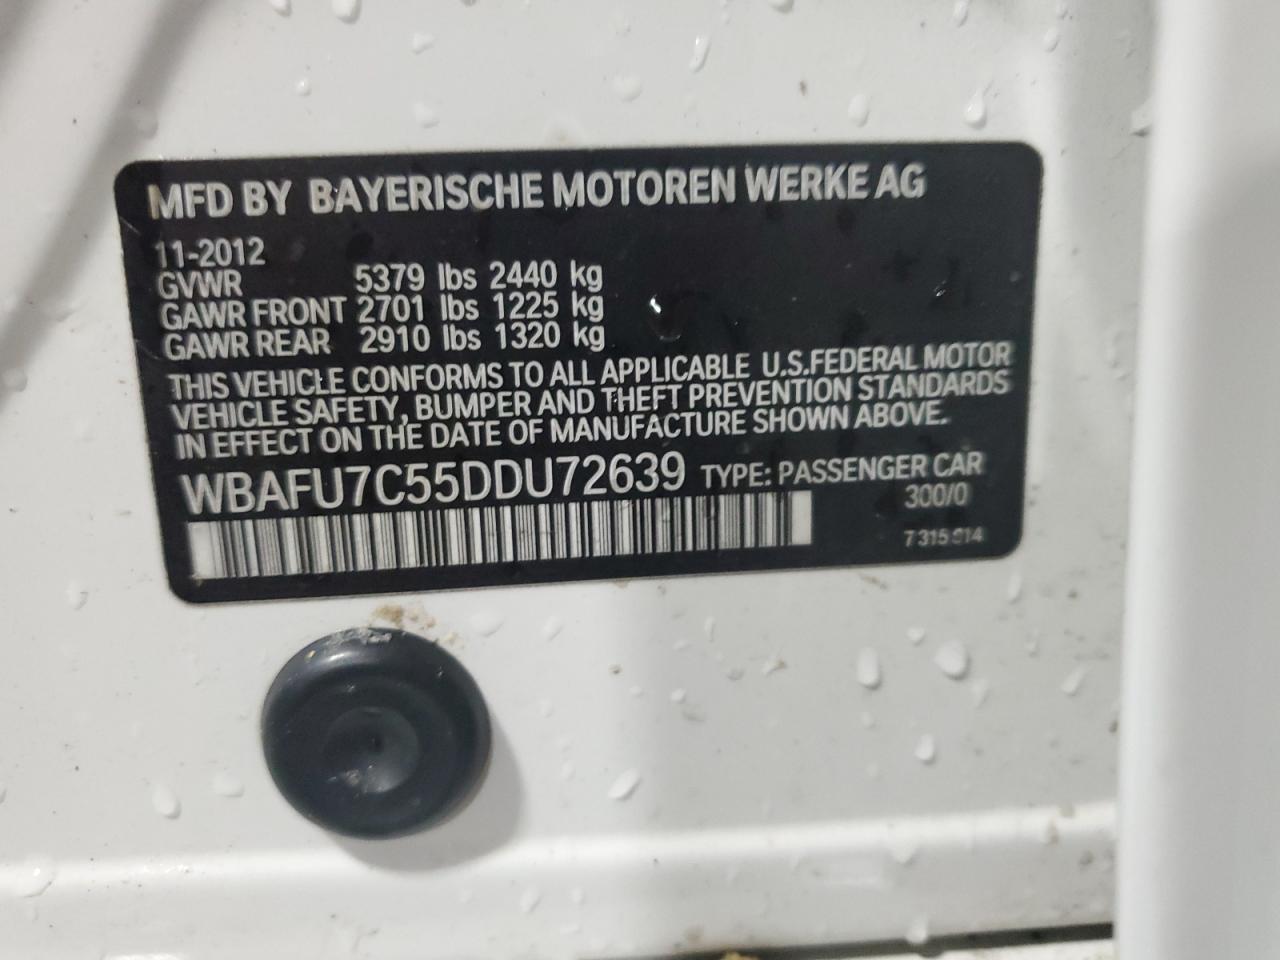 MFD BY BAYERISCHE MOTOREN WERKE AG
11-2012
GVWR 5379 lbs 2440 kg
GAWR FRONT 2701 lbs 1225 kg
GAWR REAR 2910 lbs 1320 kg
THIS VEHICLE CONFORMS TO ALL APPLICABLE U.S.FEDERAL MOTOR
VEHICLE SAFETY, BUMPER AND THEFT PREVENTION STANDARDS
IN EFFECT ON THE DATE OF MANUFACTURE SHOWN ABOVE.
WBAFU7C55DDU72639 TYPE: PASSENGER CAR
300/0